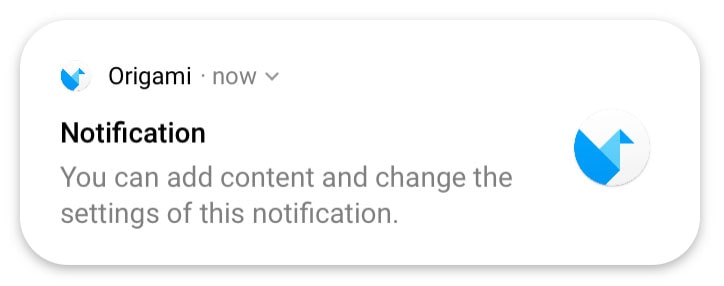 Origami · now
Notification
You can add content and change the
settings of this notification.